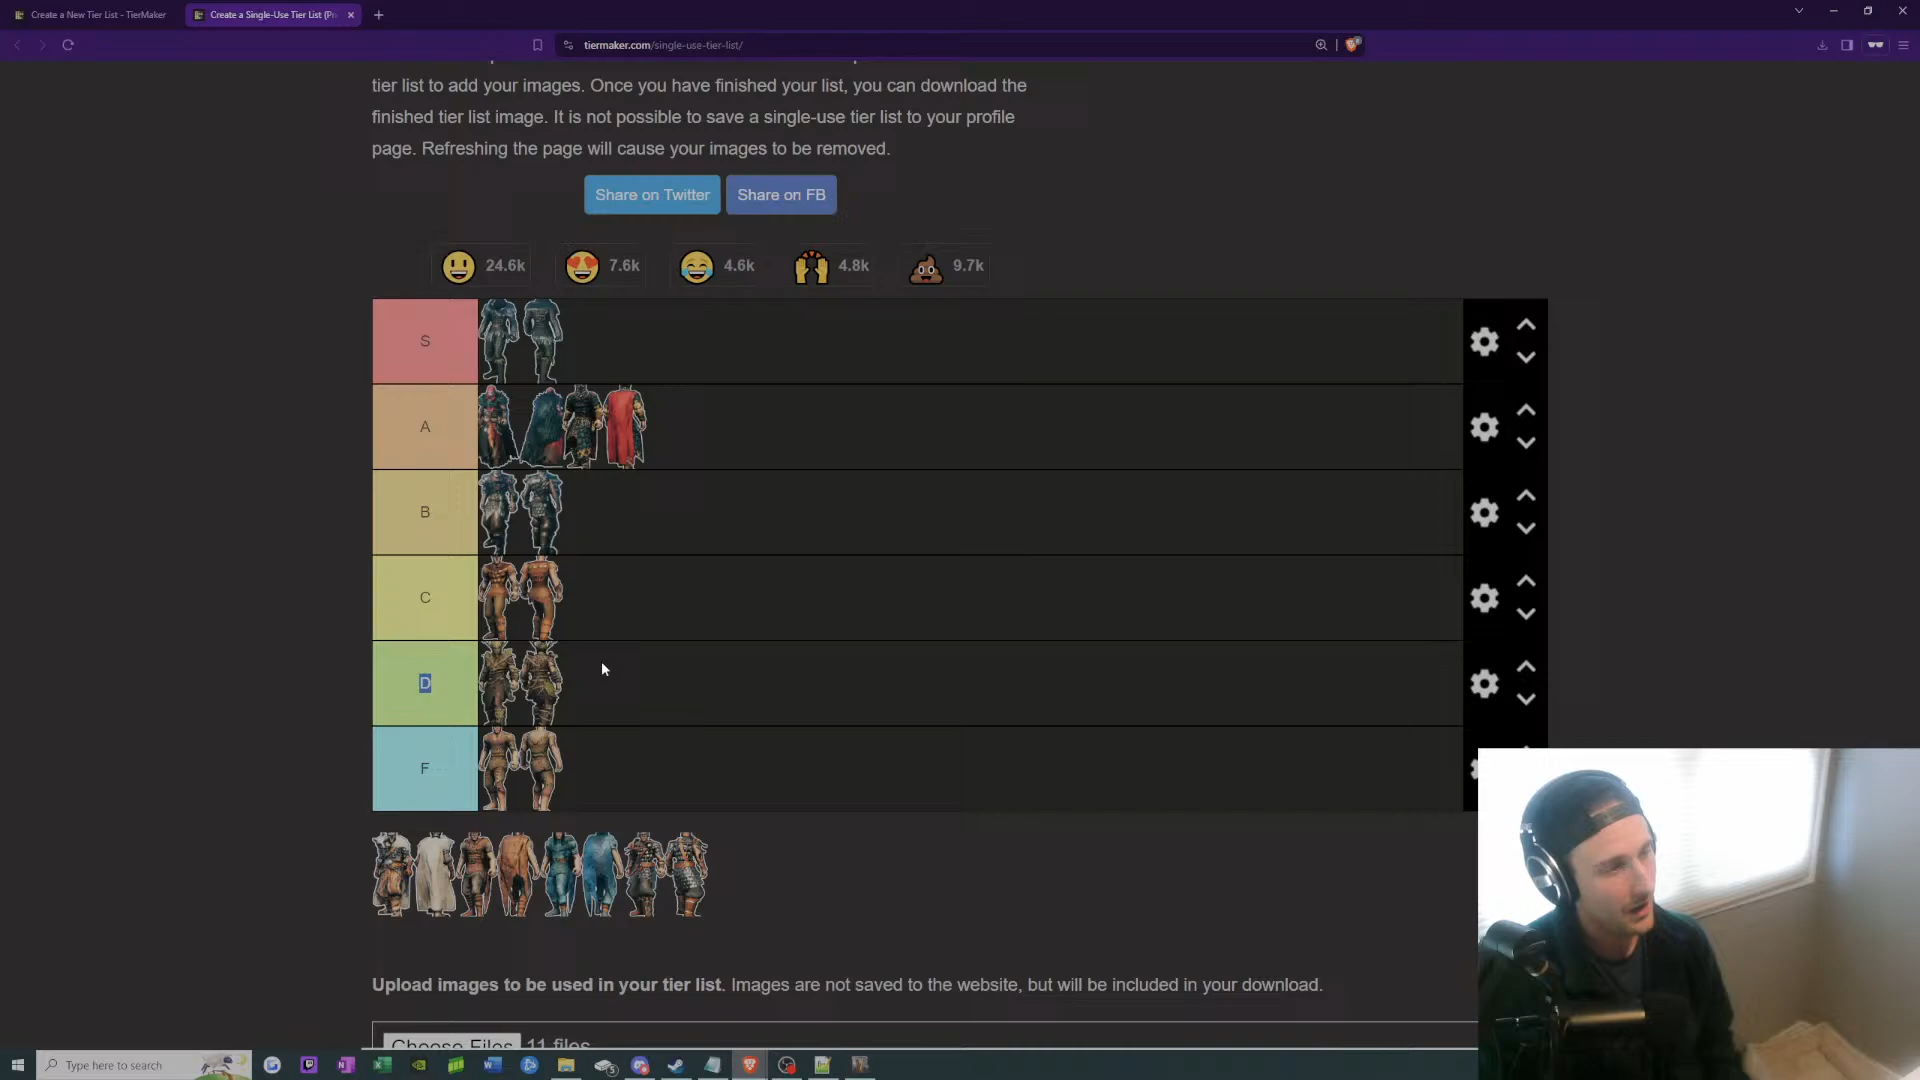 Create a New Tier List - TierMaker
Create a Single-Use Tier List (Pr
tiermaker.com/single-use-tier-list/
tier list to add your images. Once you have finished your list, you can download the
finished tier list image. It is not possible to save a single-use tier list to your profile
page. Refreshing the page will cause your images to be removed.
Share on Twitter
Share on FB
24.6k
7.6k
4.6k
4.8k
9.7k
S
A
B
C
D
F
Upload images to be used in your tier list. Images are not saved to the website, but will be included in your download.
Choose Files 11 files
Type here to search